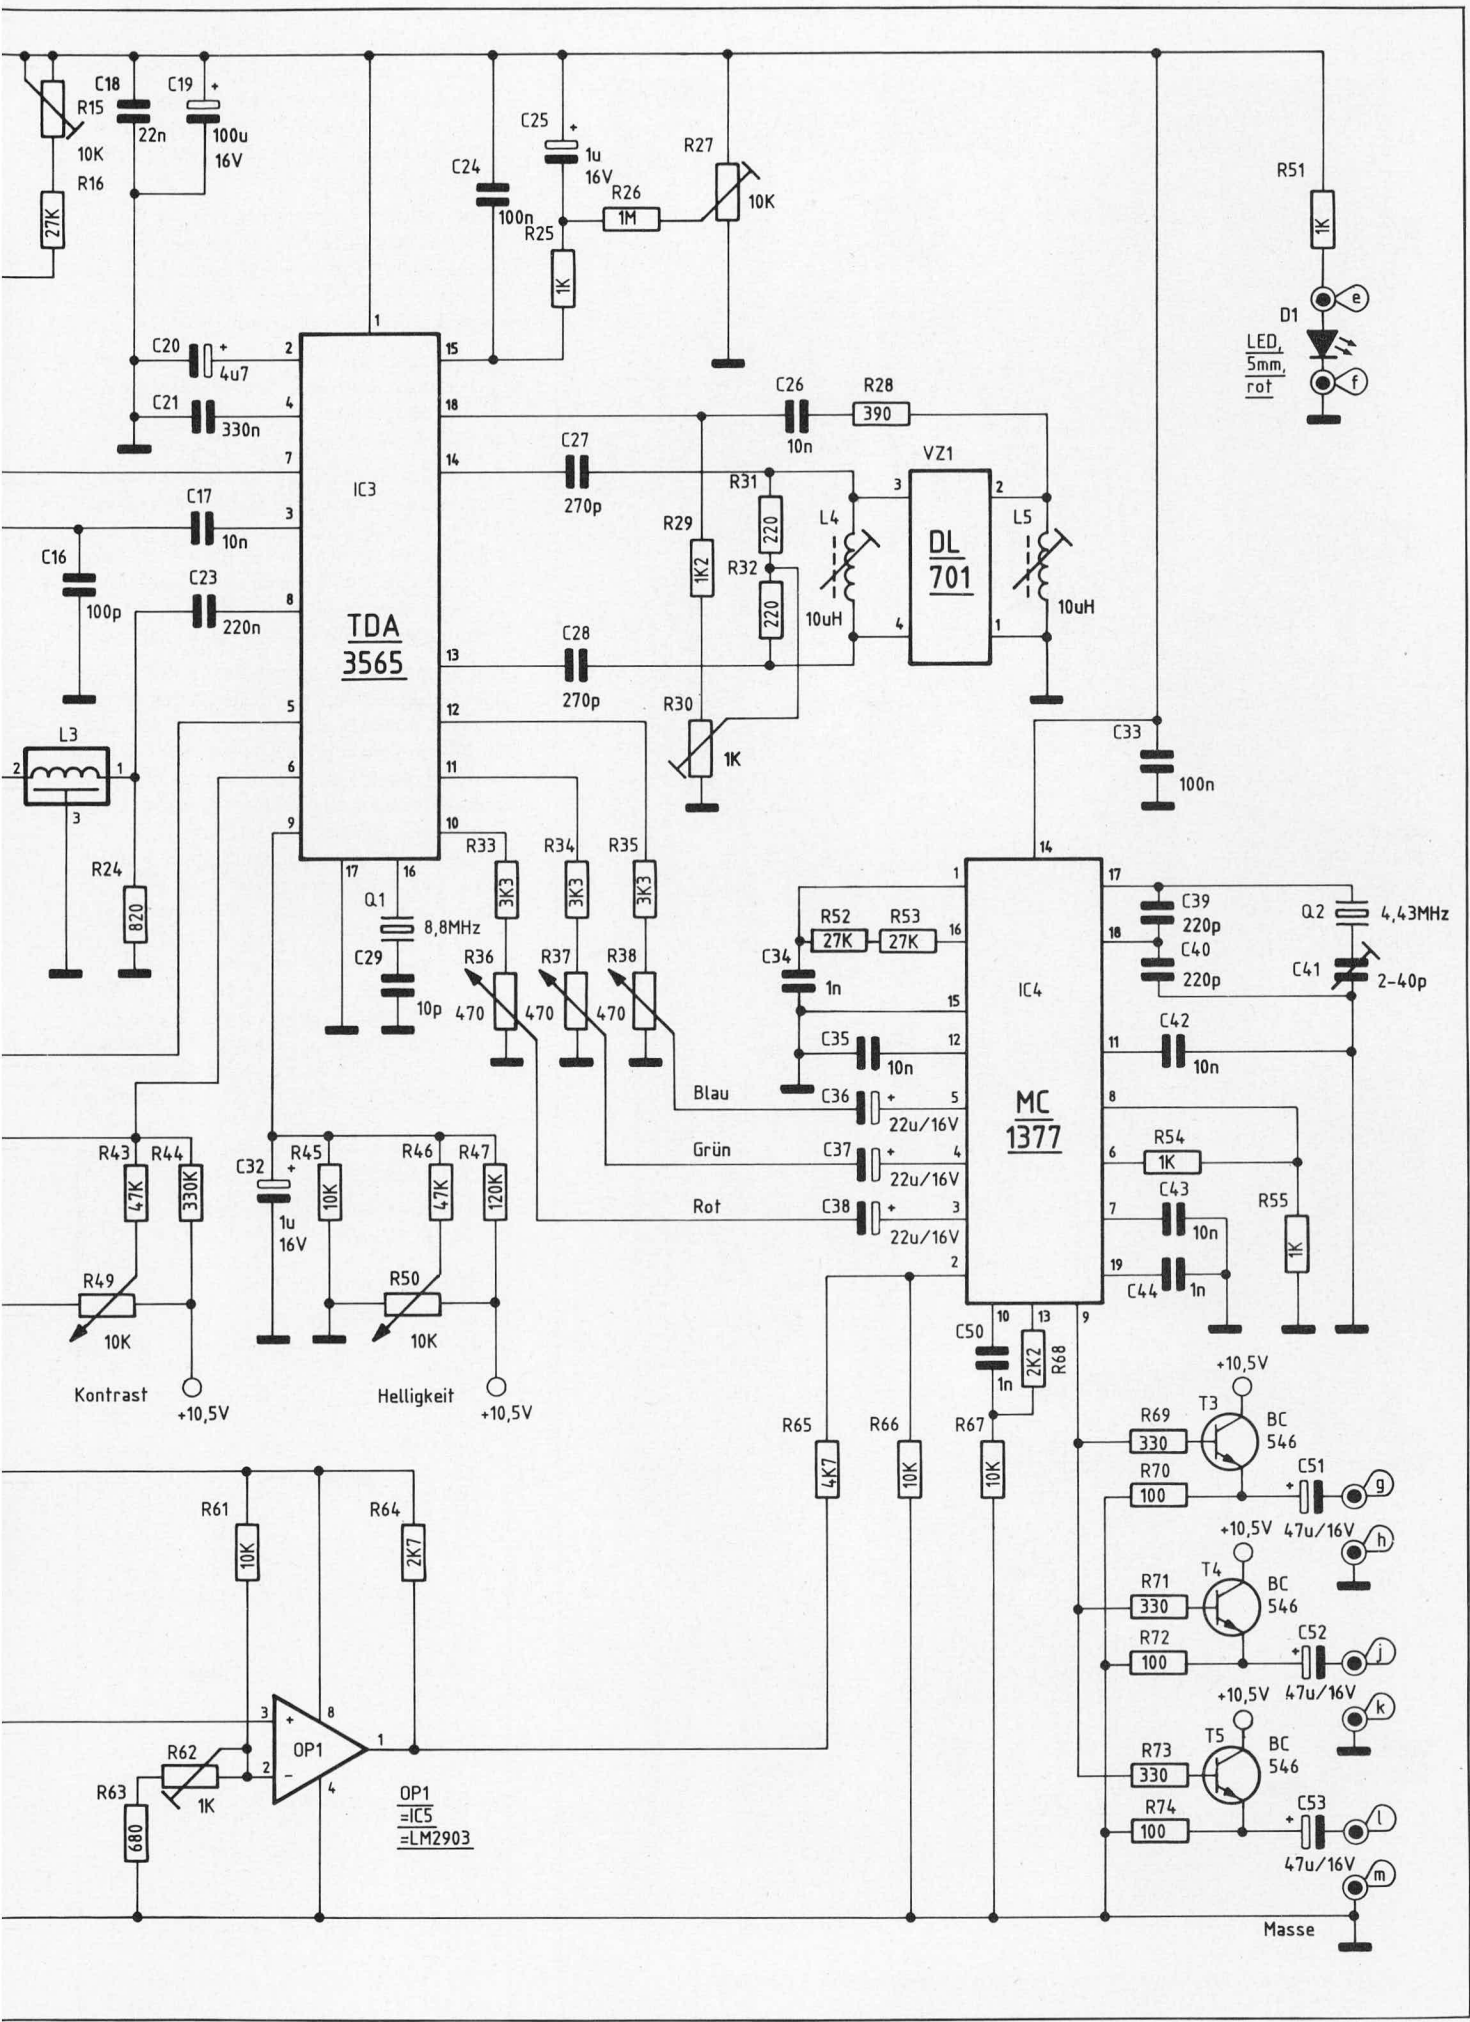 C18
22n
C19
+
100u
16V
R15
10K
R16
27K
C24
100n
C25
+
1u
16V
R26
1M
R25
1K
R27
10K
R51
1K
e
D1
LED,
5mm,
rot
f
1
2
4
7
3
8
5
6
9
15
18
14
13
12
11
10
17
16
IC3
TDA
3565
C20
+
4u7
C21
330n
C17
10n
C16
100p
C23
220n
L3
2
1
3
R24
820
C26
10n
R28
390
C27
270p
R31
220
R32
220
R29
1K2
C28
270p
R30
1K
L4
10uH
VZ1
3
2
4
1
DL
701
L5
10uH
C33
100n
Q1
8,8MHz
C29
10p
R33
3K3
R34
3K3
R35
3K3
R36
470
R37
470
R38
470
14
1
16
15
12
5
4
3
2
17
18
11
8
6
7
19
10
13
9
IC4
MC
1377
R52
27K
R53
27K
C34
1n
C35
10n
Blau
C36
+
22u/16V
Grün
C37
+
22u/16V
Rot
C38
+
22u/16V
C39
220p
C40
220p
Q2
4,43MHz
C41
2-40p
C42
10n
R54
1K
C43
10n
R55
1K
C44
1n
R43
47K
R44
330K
C32
+
1u
16V
R45
10K
R46
47K
R47
120K
R49
10K
R50
10K
Kontrast
+10,5V
Helligkeit
+10,5V
C50
1n
2K2
R68
R65
4K7
R66
10K
R67
10K
+10,5V
T3
BC
546
R69
330
R70
100
C51
+
47u/16V
g
h
+10,5V
T4
BC
546
R71
330
R72
100
C52
+
47u/16V
j
k
+10,5V
T5
BC
546
R73
330
R74
100
C53
+
47u/16V
l
m
Masse
R61
10K
R64
2K7
3
+
8
OP1
1
2
−
4
R62
1K
R63
680
OP1
=IC5
=LM2903